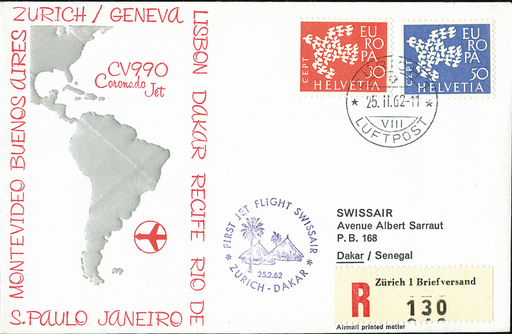 ZURICH / GENEVA
LISBON DAKAR RECIFE RIO DE
JANEIRO S.PAULO
MONTEVIDEO BUENOS AIRES
CV990
Coronado
Jet
CEPT
EUROPA
30
HELVETIA
CEPT
EUROPA
50
HELVETIA
* 25.II.62-11 *
VIII
LUFTPOST
* FIRST JET FLIGHT SWISSAIR *
25.2.62
ZURICH - DAKAR
SWISSAIR
Avenue Albert Sarraut
P.B. 168
Dakar / Senegal
R
Zürich 1 Briefversand
130
Airmail printed matter